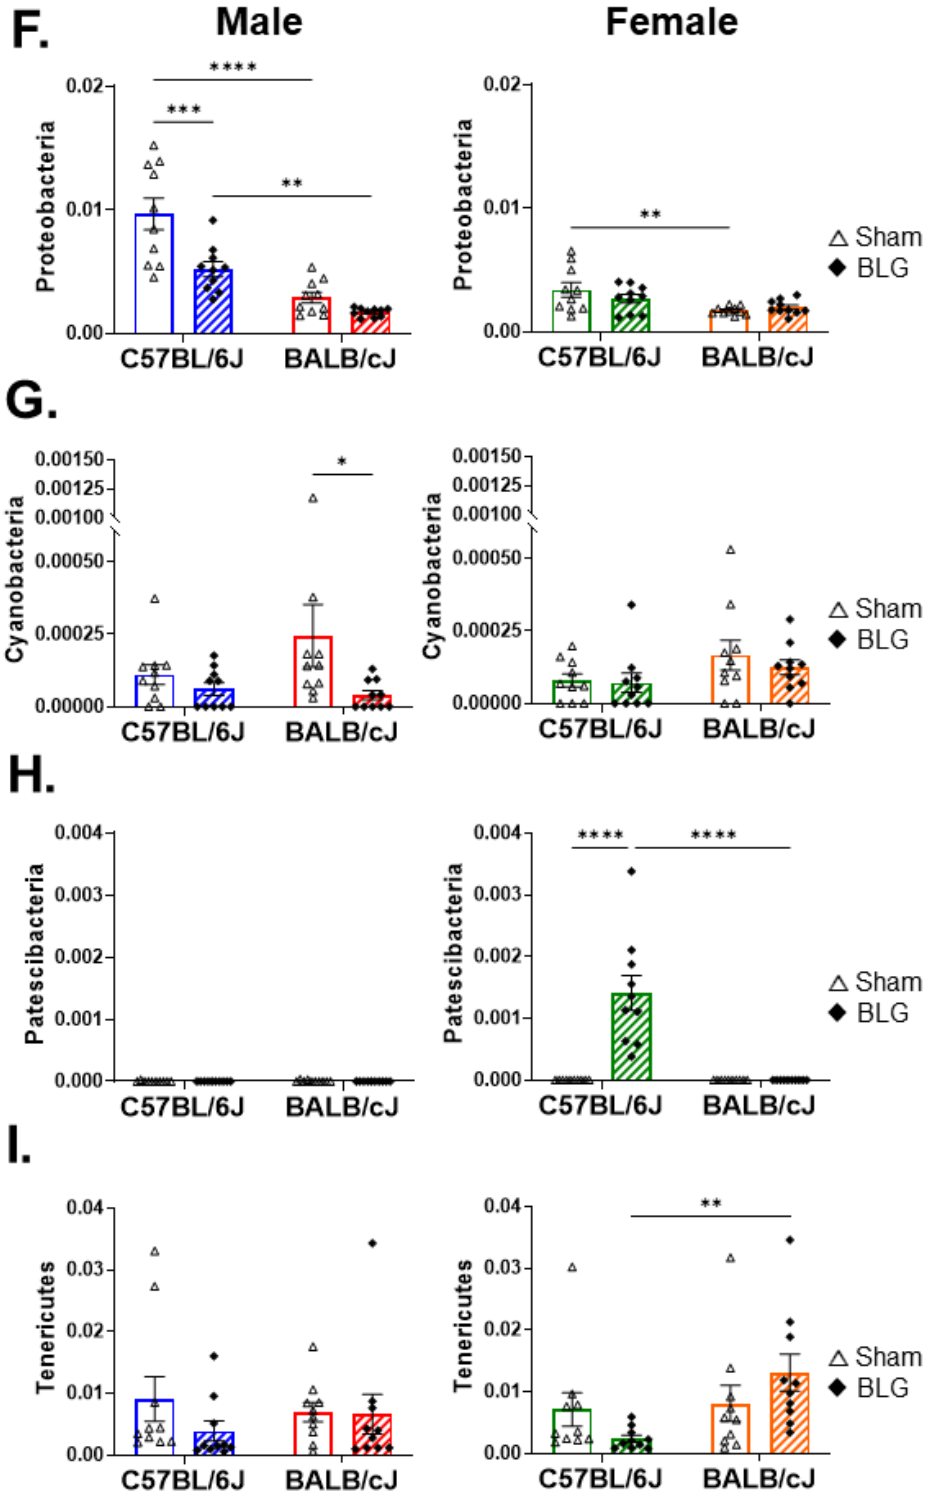 F.
Male
Female
Proteobacteria
0.02
0.01
0.00
****
***
**
C57BL/6J
BALB/cJ
Proteobacteria
0.02
0.01
0.00
**
C57BL/6J
BALB/cJ
Sham
BLG
G.
Cyanobacteria
0.00150
0.00125
0.00100
0.00050
0.00025
0.00000
*
C57BL/6J
BALB/cJ
Cyanobacteria
0.00150
0.00125
0.00100
0.00050
0.00025
0.00000
C57BL/6J
BALB/cJ
Sham
BLG
H.
Patescibacteria
0.004
0.003
0.002
0.001
0.000
C57BL/6J
BALB/cJ
Patescibacteria
0.004
0.003
0.002
0.001
0.000
****
****
C57BL/6J
BALB/cJ
Sham
BLG
I.
Tenericutes
0.04
0.03
0.02
0.01
0.00
C57BL/6J
BALB/cJ
Tenericutes
0.04
0.03
0.02
0.01
0.00
**
C57BL/6J
BALB/cJ
Sham
BLG